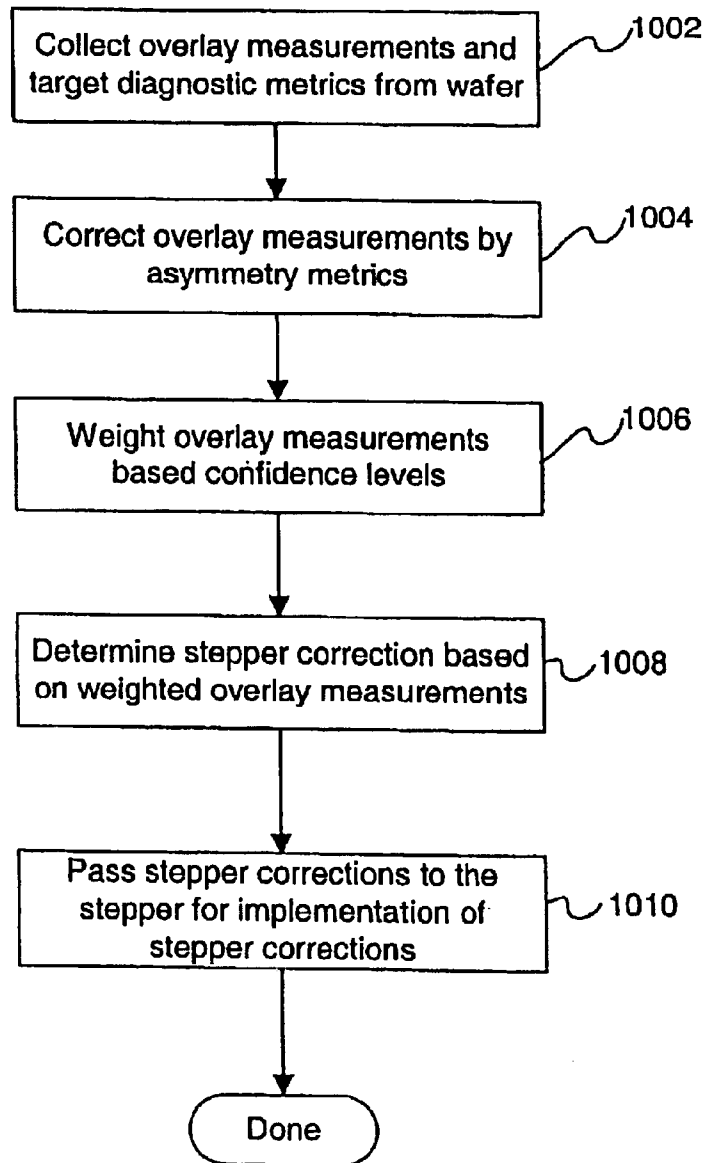 Collect overlay measurements and
target diagnostic metrics from wafer
1002
Correct overlay measurements by
asymmetry metrics
1004
Weight overlay measurements
based confidence levels
1006
Determine stepper correction based
on weighted overlay measurements
1008
Pass stepper corrections to the
stepper for implementation of
stepper corrections
1010
Done